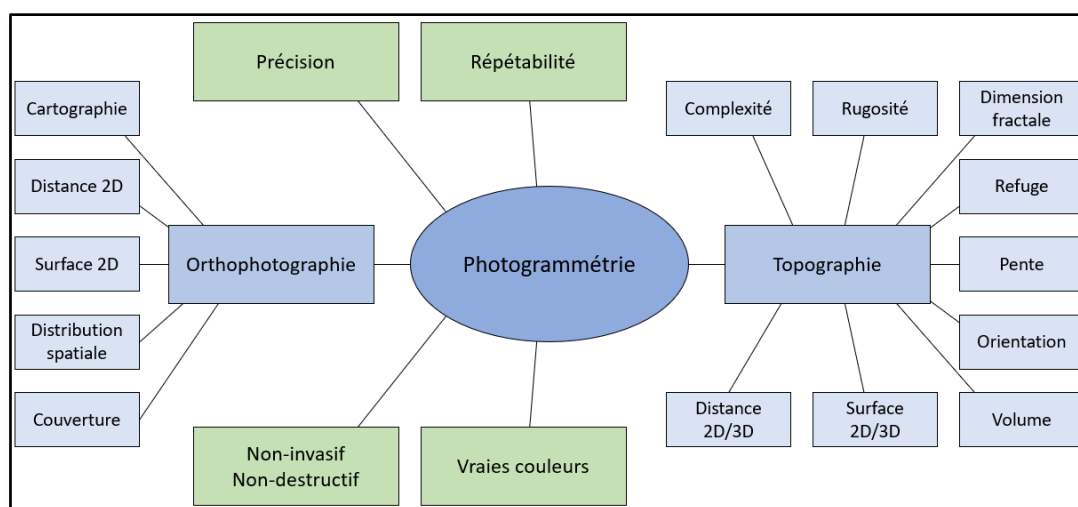 Précision
Répétabilité
Cartographie
Distance 2D
Surface 2D
Distribution
spatiale
Couverture
Orthophotographie
Photogrammétrie
Topographie
Complexité
Rugosité
Dimension
fractale
Refuge
Pente
Orientation
Volume
Distance
2D/3D
Surface
2D/3D
Non-invasif
Non-destructif
Vraies couleurs